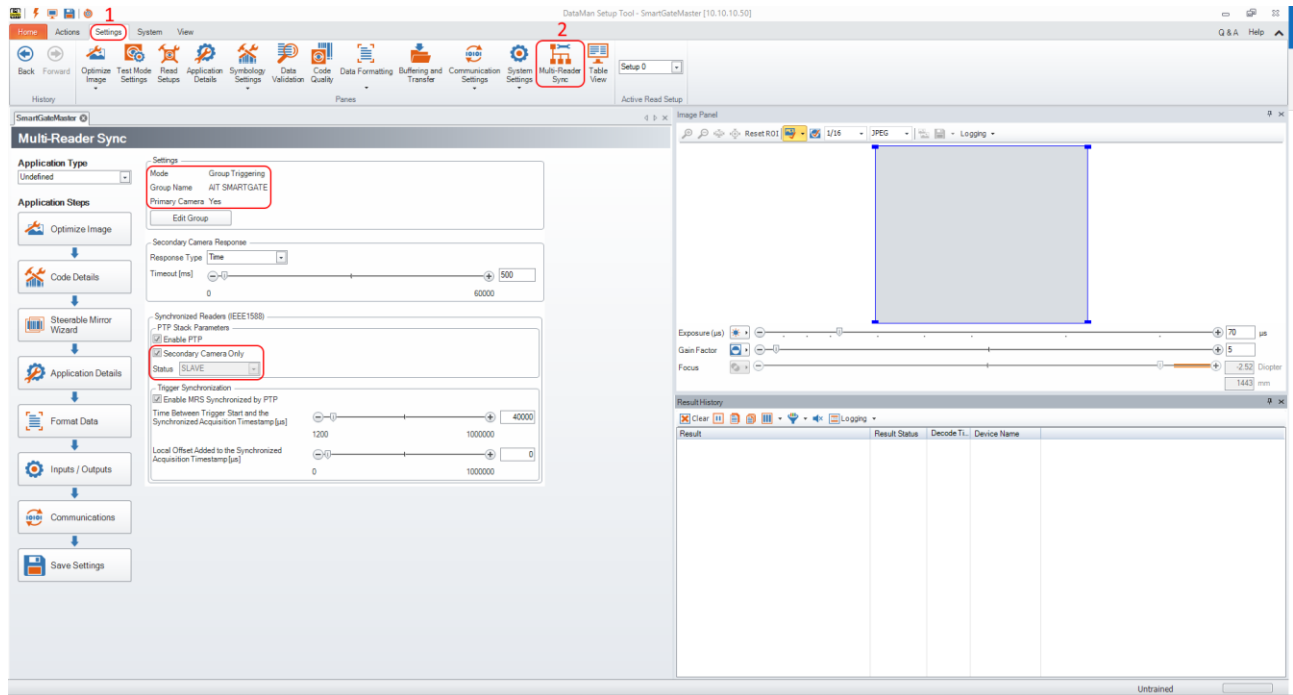 1
DataMan Setup Tool - SmartGateMaster [10.10.10.50]
Home Actions Settings System View
Q & A Help
2
Back Forward Optimize Image Test Mode Settings Read Setups Application Details Symbology Settings Data Validation Code Quality Data Formatting Buffering and Transfer Communication Settings System Settings Multi-Reader Sync Table View
Setup 0
History Panes Active Read Setup
SmartGateMaster
Multi-Reader Sync
Application Type
Undefined
Application Steps
Optimize Image
Code Details
Steerable Mirror
Wizard
Application Details
Format Data
Inputs / Outputs
Communications
Save Settings
Settings
Mode Group Triggering
Group Name AIT SMARTGATE
Primary Camera Yes
Edit Group
Secondary Camera Response
Response Type Time
Timeout [ms] 500
0 60000
Synchronized Readers (IEEE1588)
PTP Stack Parameters
Enable PTP
Secondary Camera Only
Status SLAVE
Trigger Synchronization
Enable MRS Synchronized by PTP
Time Between Trigger Start and the
Synchronized Acquisition Timestamp [µs] 40000
1200 1000000
Local Offset Added to the Synchronized
Acquisition Timestamp [µs] 0
0 1000000
Image Panel
Reset ROI 1/16 JPEG Logging
Exposure (µs) 70 µs
Gain Factor 5
Focus -2.52 Diopter
1443 mm
Result History
Clear Logging
Result Result Status Decode Ti... Device Name
Untrained